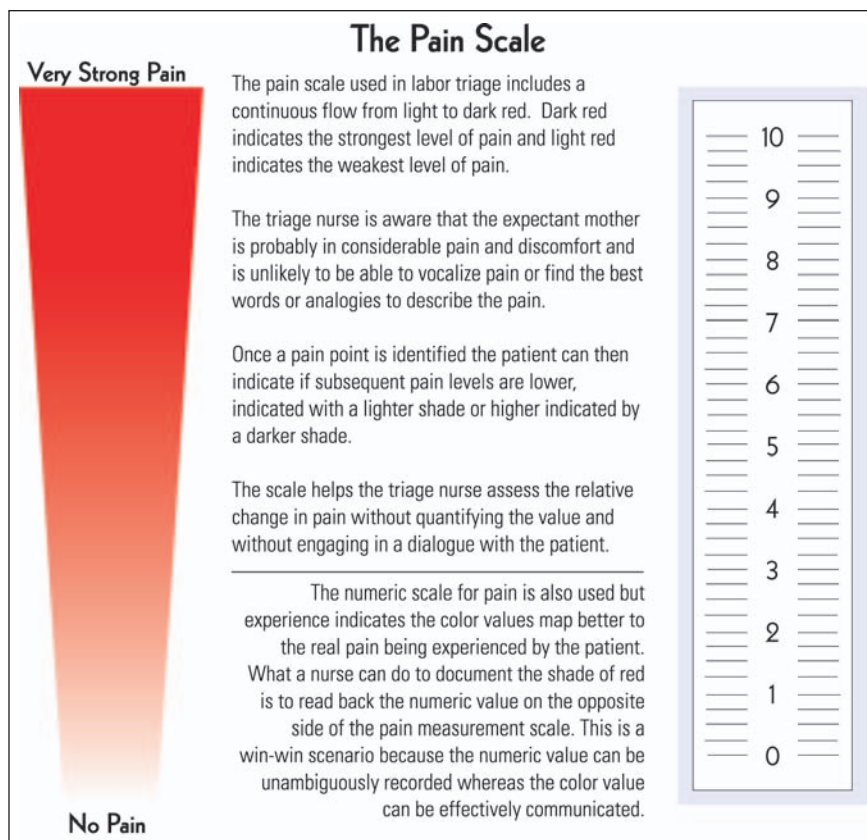 The Pain Scale
Very Strong Pain
The pain scale used in labor triage includes a
continuous flow from light to dark red. Dark red
indicates the strongest level of pain and light red
indicates the weakest level of pain.
The triage nurse is aware that the expectant mother
is probably in considerable pain and discomfort and
is unlikely to be able to vocalize pain or find the best
words or analogies to describe the pain.
Once a pain point is identified the patient can then
indicate if subsequent pain levels are lower,
indicated with a lighter shade or higher indicated by
a darker shade.
The scale helps the triage nurse assess the relative
change in pain without quantifying the value and
without engaging in a dialogue with the patient.
The numeric scale for pain is also used but
experience indicates the color values map better to
the real pain being experienced by the patient.
What a nurse can do to document the shade of red
is to read back the numeric value on the opposite
side of the pain measurement scale. This is a
win-win scenario because the numeric value can be
unambiguously recorded whereas the color value
can be effectively communicated.
No Pain
10
9
8
7
6
5
4
3
2
1
0